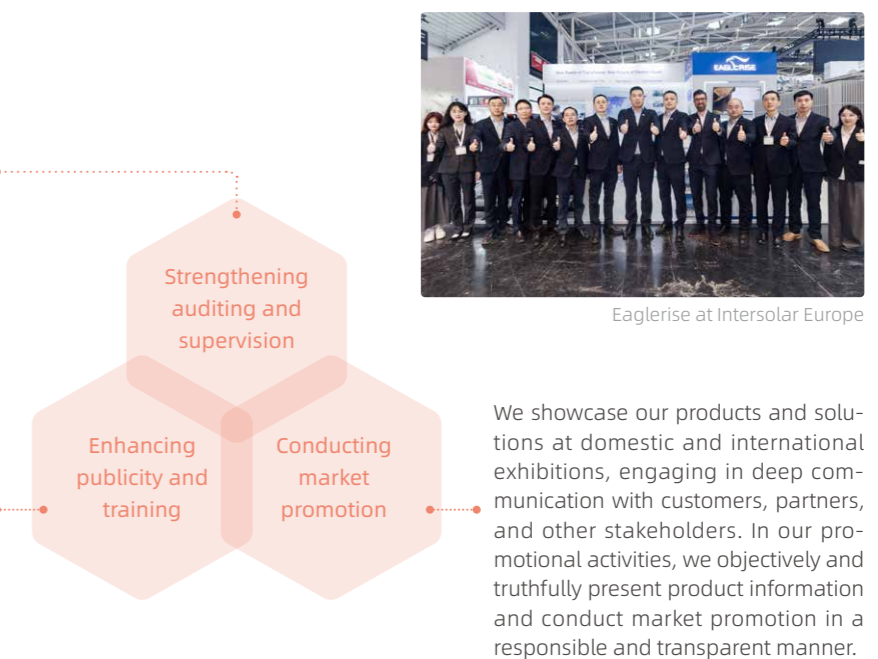 EAGLERISE
Eaglerise at Intersolar Europe
Strengthening
auditing and
supervision
Enhancing
publicity and
training
Conducting
market
promotion
We showcase our products and solu-
tions at domestic and international
exhibitions, engaging in deep com-
munication with customers, partners,
and other stakeholders. In our pro-
motional activities, we objectively and
truthfully present product information
and conduct market promotion in a
responsible and transparent manner.